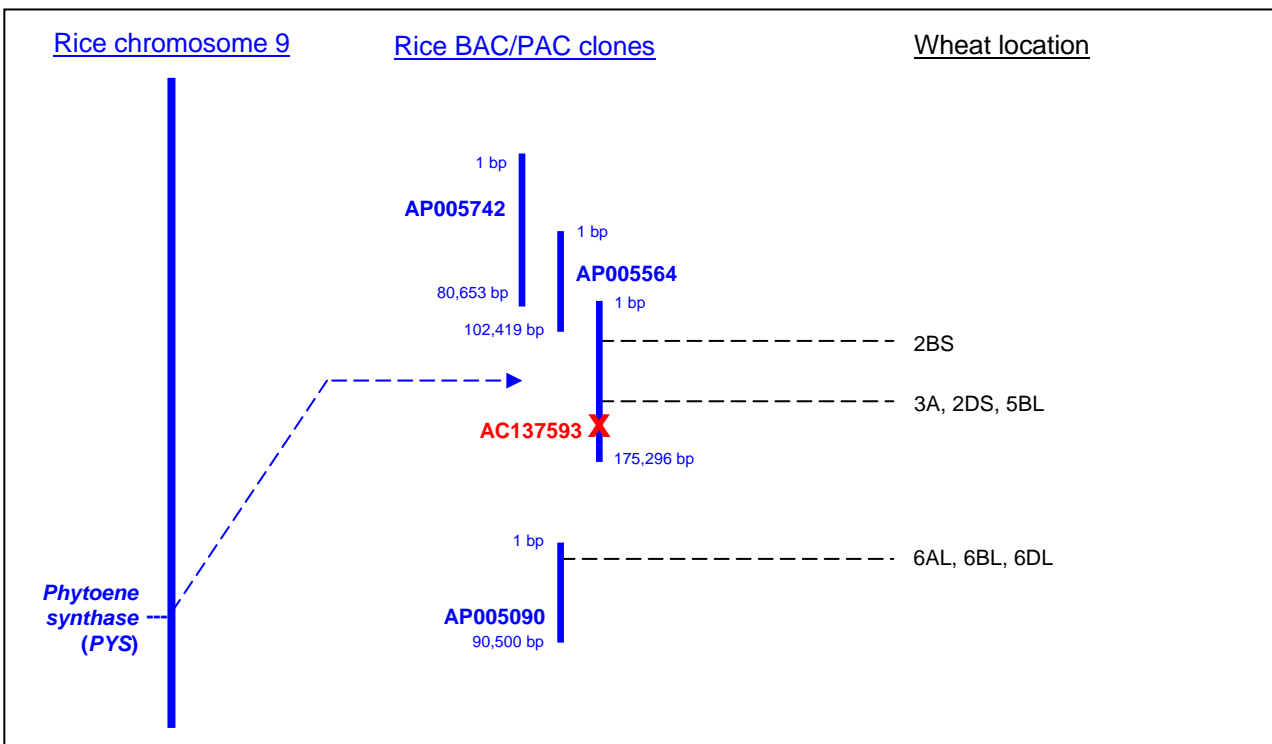 Rice chromosome 9
Rice BAC/PAC clones
Wheat location
1 bp
AP005742
80,653 bp
1 bp
AP005564
102,419 bp
1 bp
2BS
3A, 2DS, 5BL
X
AC137593
175,296 bp
1 bp
6AL, 6BL, 6DL
AP005090
90,500 bp
Phytoene
synthase
(PYS)